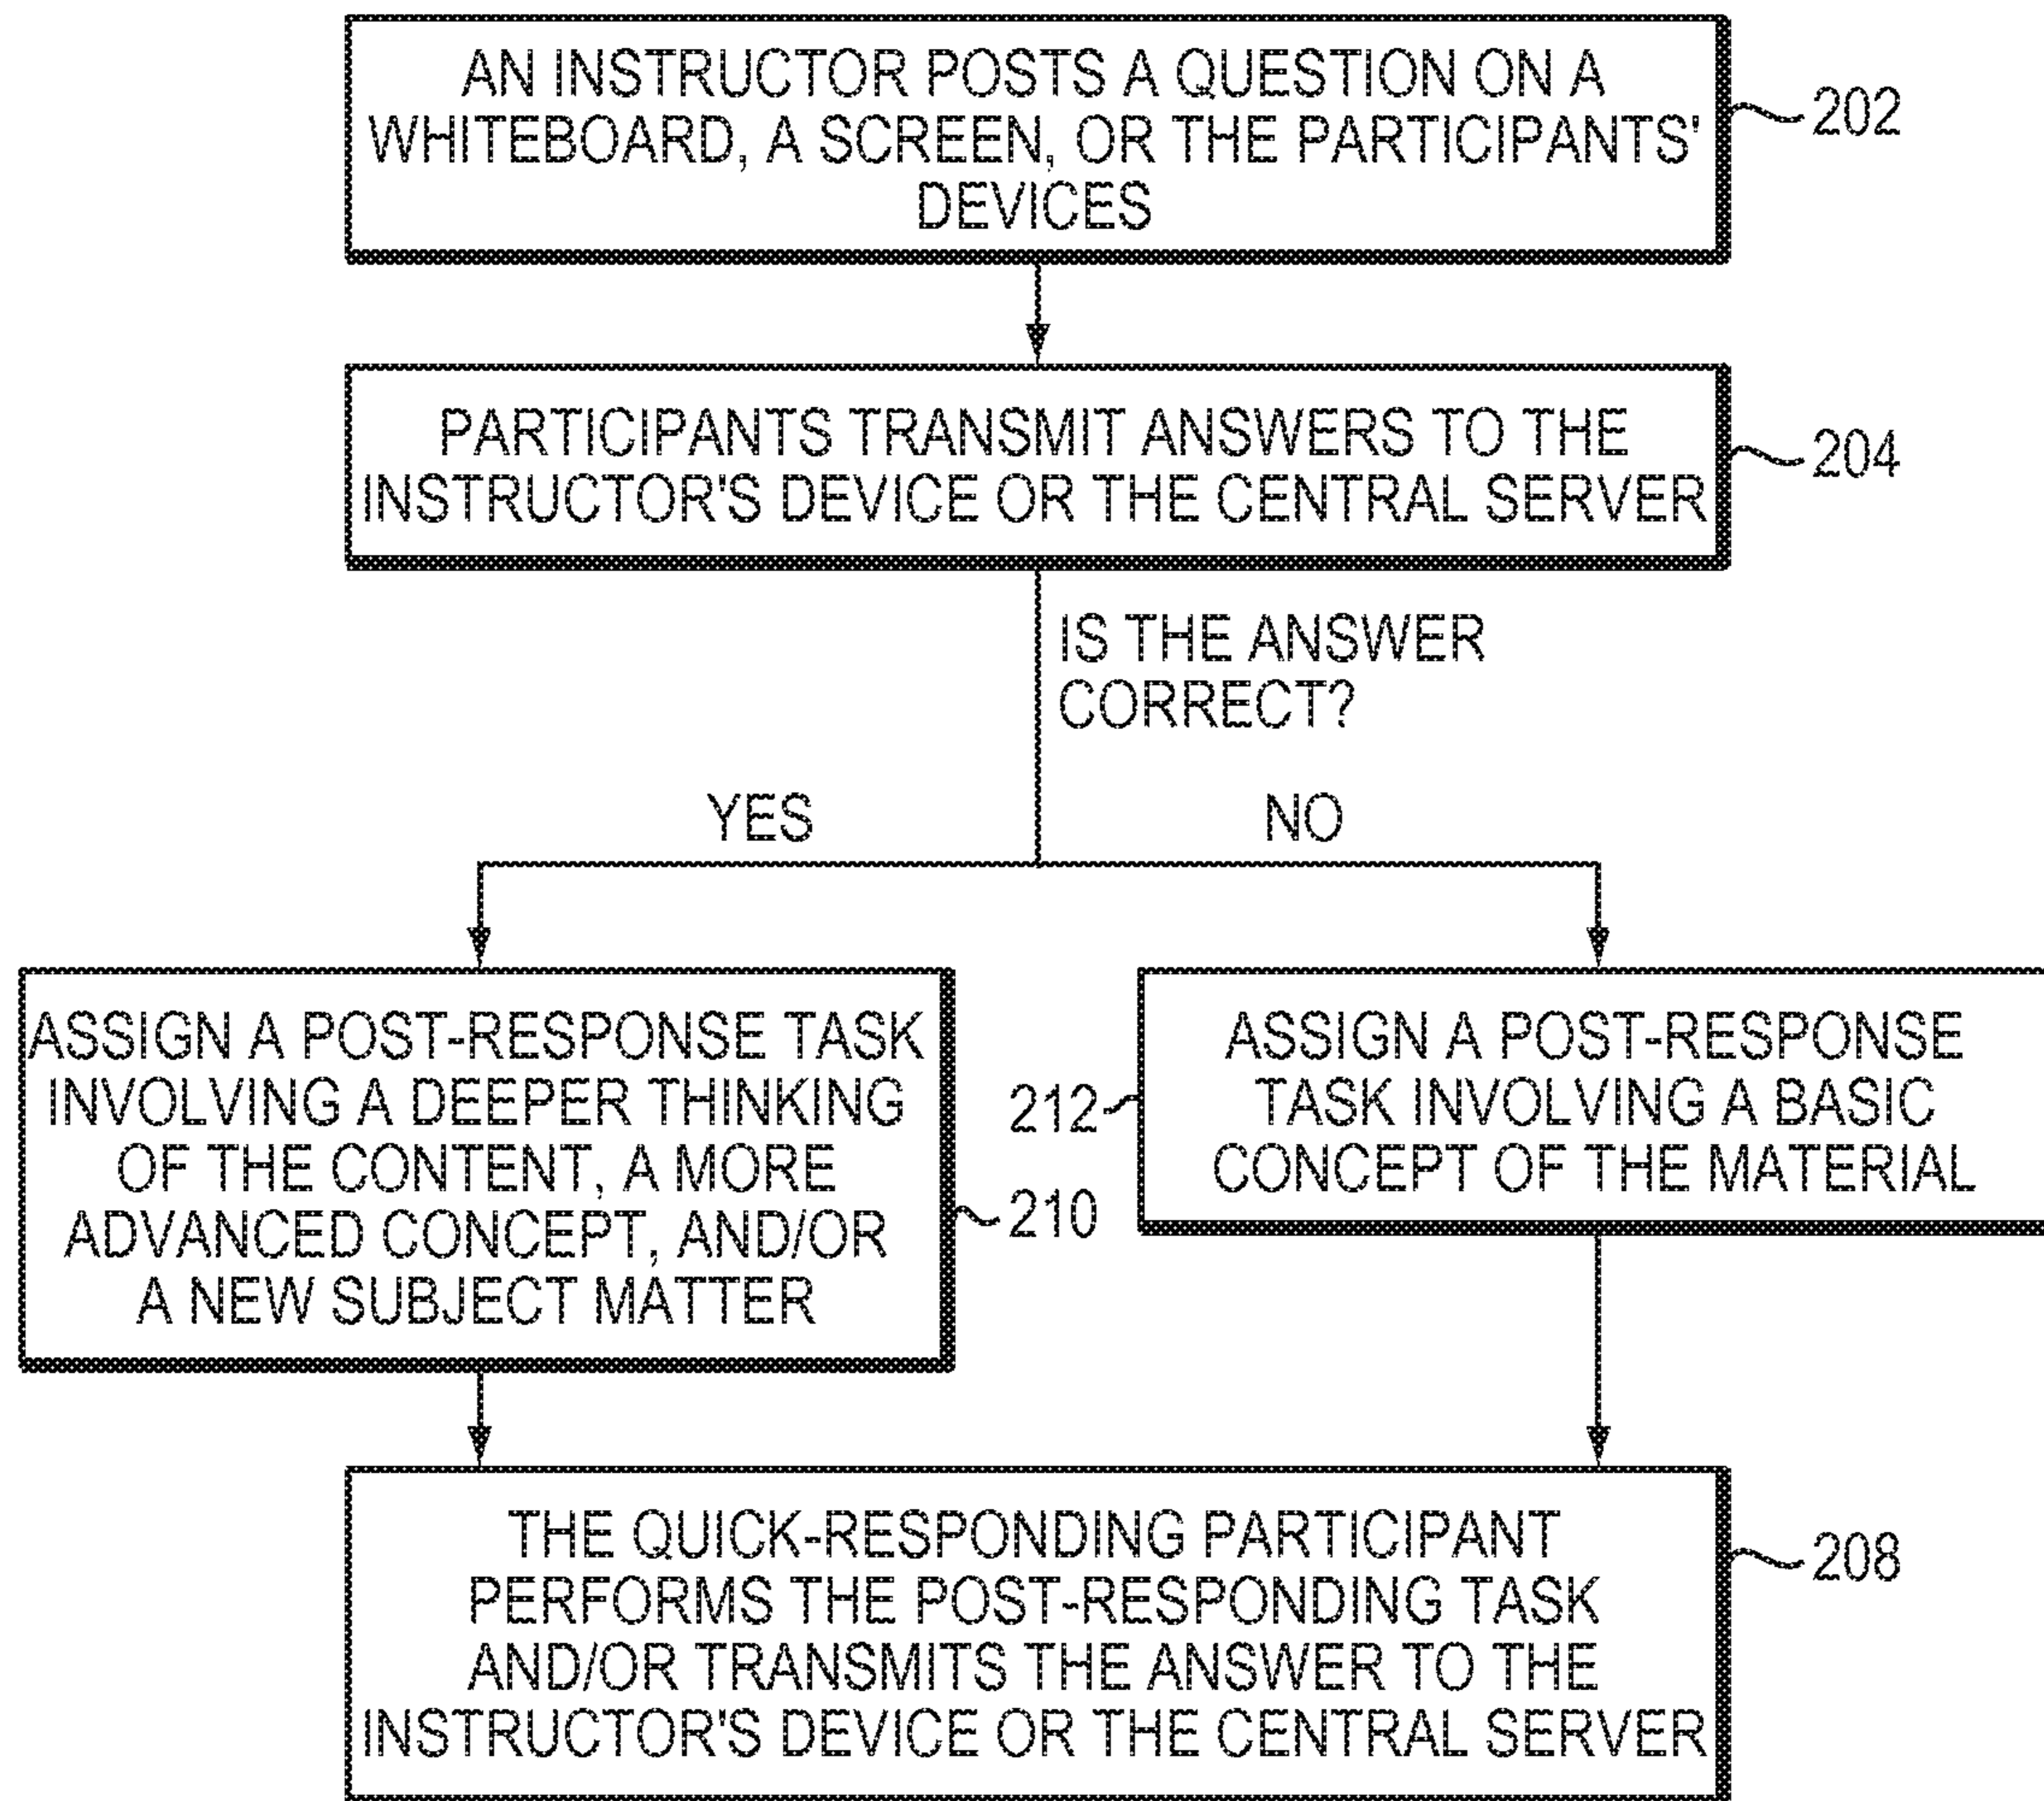 AN INSTRUCTOR POSTS A QUESTION ON A
WHITEBOARD, A SCREEN, OR THE PARTICIPANTS'
DEVICES
202
PARTICIPANTS TRANSMIT ANSWERS TO THE
INSTRUCTOR'S DEVICE OR THE CENTRAL SERVER
204
IS THE ANSWER
CORRECT?
YES
NO
ASSIGN A POST-RESPONSE TASK
INVOLVING A DEEPER THINKING
OF THE CONTENT, A MORE
ADVANCED CONCEPT, AND/OR
A NEW SUBJECT MATTER
210
212
ASSIGN A POST-RESPONSE
TASK INVOLVING A BASIC
CONCEPT OF THE MATERIAL
THE QUICK-RESPONDING PARTICIPANT
PERFORMS THE POST-RESPONDING TASK
AND/OR TRANSMITS THE ANSWER TO THE
INSTRUCTOR'S DEVICE OR THE CENTRAL SERVER
208